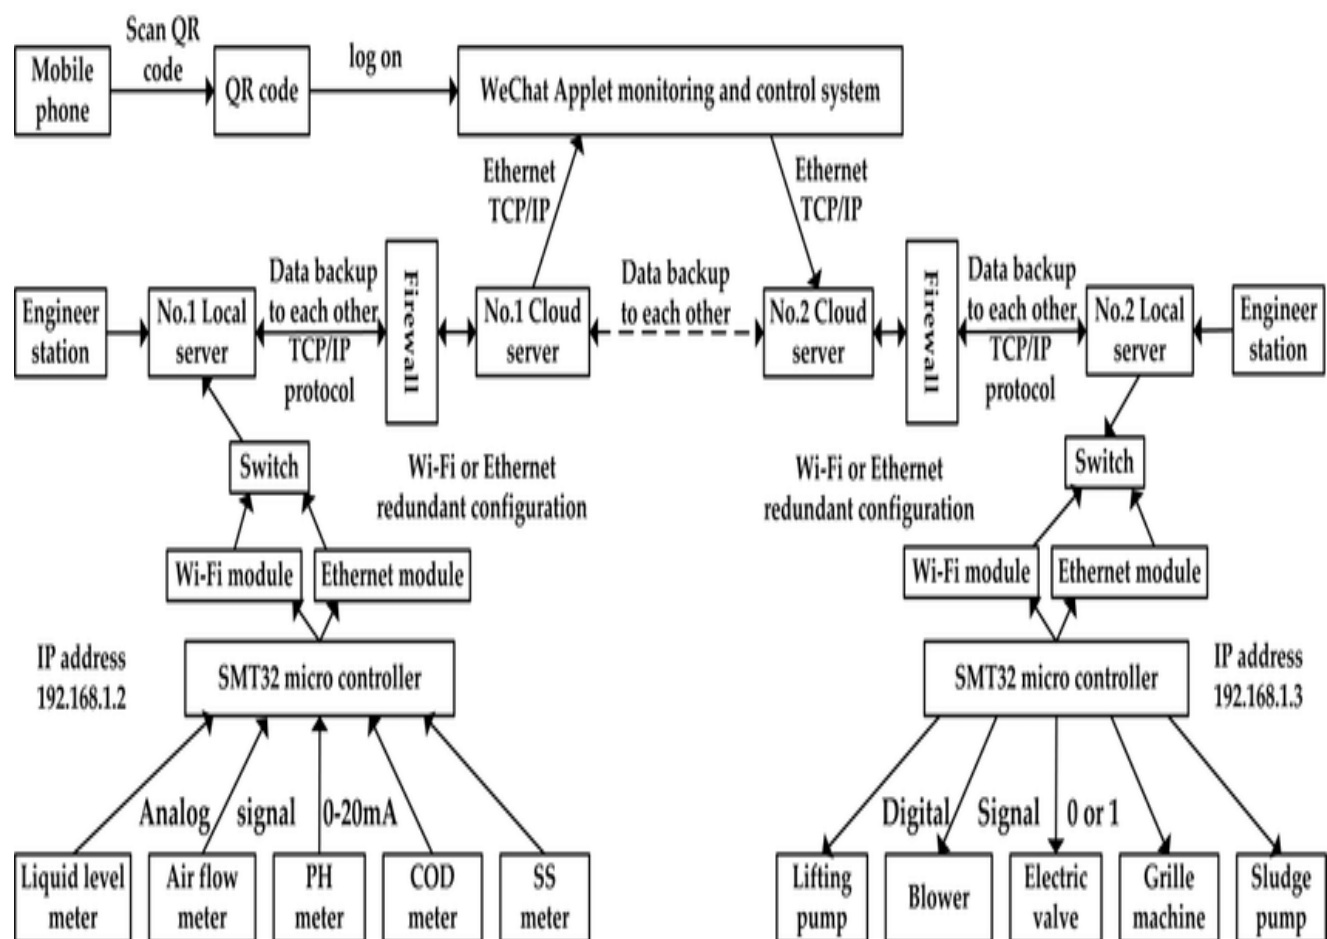 Scan QR
code
log on
Mobile
phone
QR code
WeChat Applet monitoring and control system
Ethernet
TCP/IP
Ethernet
TCP/IP
Engineer
station
No.1 Local
server
Data backup
to each other
TCP/IP
protocol
Firewall
No.1 Cloud
server
Data backup
to each other
No.2 Cloud
server
Firewall
Data backup
to each other
TCP/IP
protocol
No.2 Local
server
Engineer
station
Switch
Wi-Fi or Ethernet
redundant configuration
Wi-Fi or Ethernet
redundant configuration
Switch
Wi-Fi module
Ethernet module
Wi-Fi module
Ethernet module
IP address
192.168.1.2
SMT32 micro controller
SMT32 micro controller
IP address
192.168.1.3
Analog signal 0-20mA
Digital Signal 0 or 1
Liquid level
meter
Air flow
meter
PH
meter
COD
meter
SS
meter
Lifting
pump
Blower
Electric
valve
Grille
machine
Sludge
pump